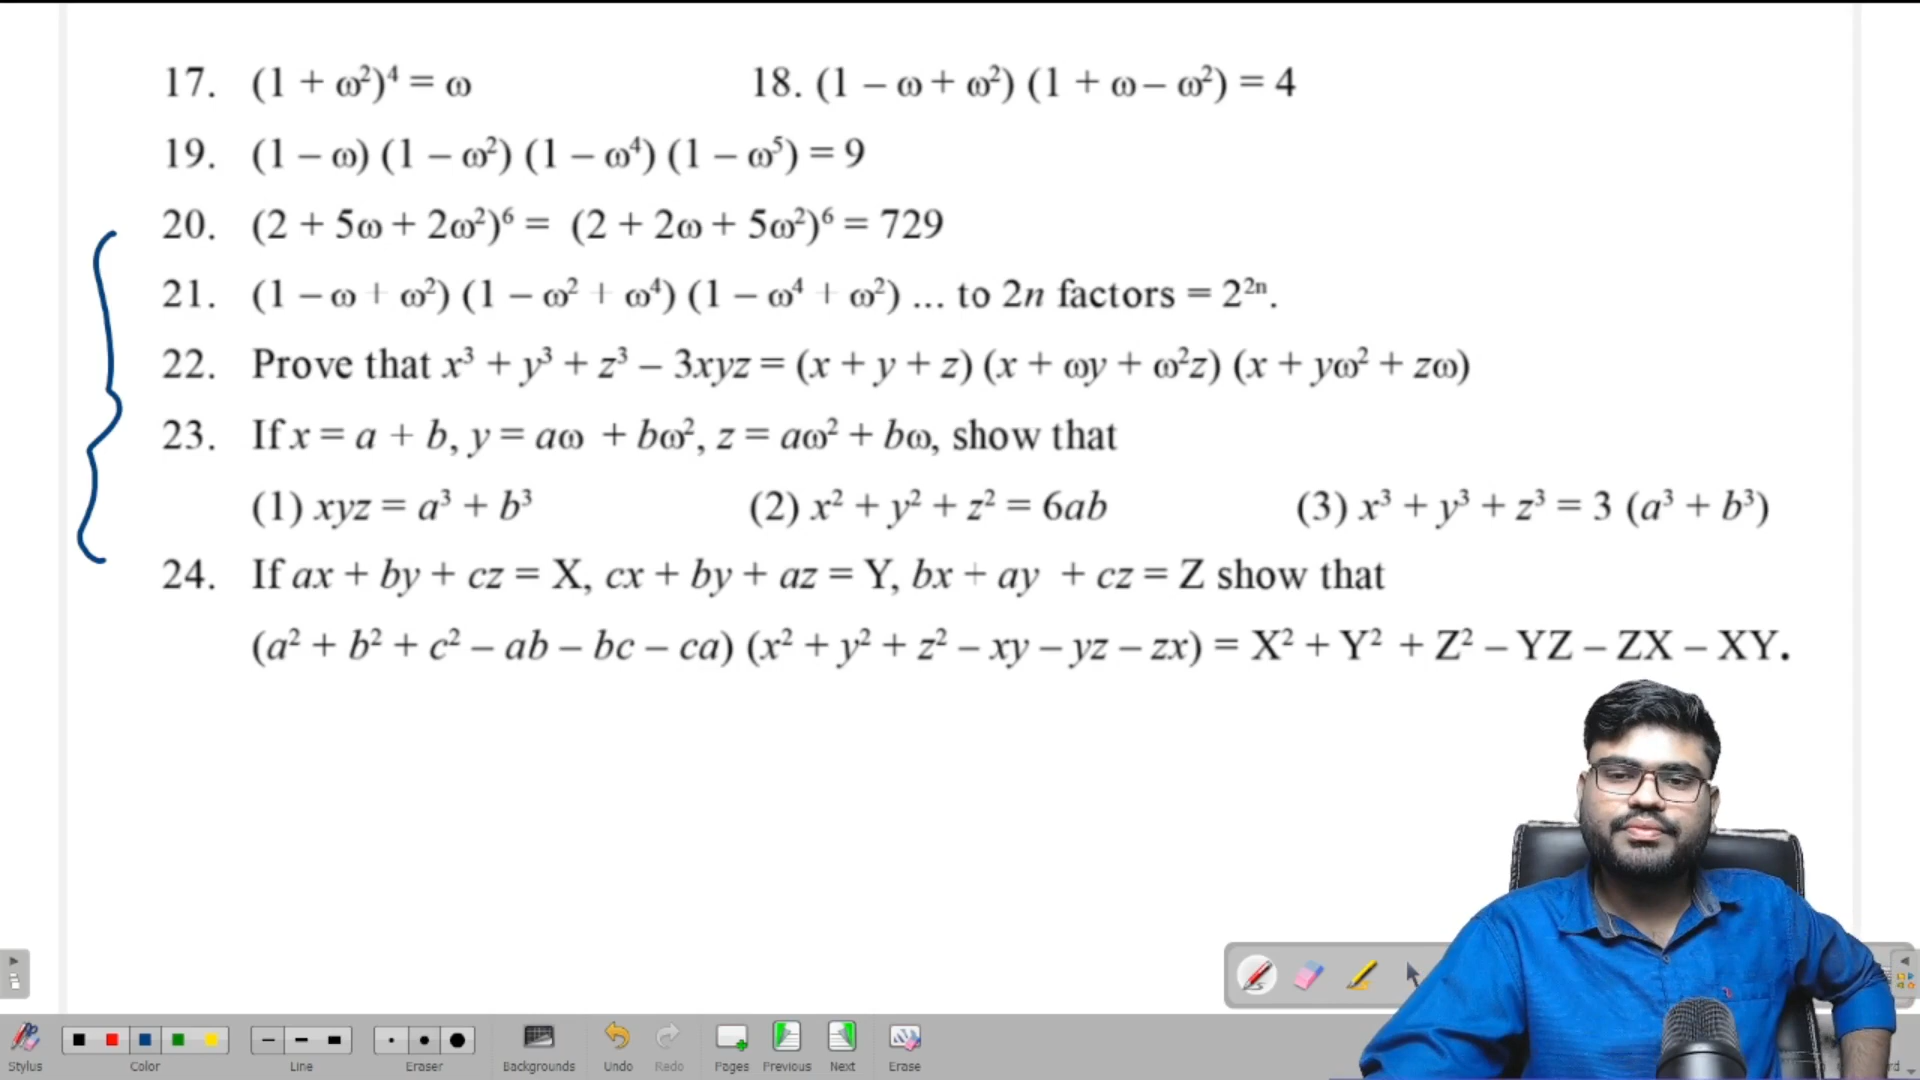 17. (1 + ω²)⁴ = ω 18. (1 – ω + ω²) (1 + ω – ω²) = 4
19. (1 – ω) (1 – ω²) (1 – ω⁴) (1 – ω⁵) = 9
20. (2 + 5ω + 2ω²)⁶ = (2 + 2ω + 5ω²)⁶ = 729
21. (1 – ω + ω²) (1 – ω² + ω⁴) (1 – ω⁴ + ω²) ... to 2n factors = 2²ⁿ.
22. Prove that x³ + y³ + z³ – 3xyz = (x + y + z) (x + ωy + ω²z) (x + yω² + zω)
23. If x = a + b, y = aω + bω², z = aω² + bω, show that
(1) xyz = a³ + b³ (2) x² + y² + z² = 6ab (3) x³ + y³ + z³ = 3 (a³ + b³)
24. If ax + by + cz = X, cx + by + az = Y, bx + ay + cz = Z show that
(a² + b² + c² – ab – bc – ca) (x² + y² + z² – xy – yz – zx) = X² + Y² + Z² – YZ – ZX – XY.
Stylus Color Line Eraser Backgrounds Undo Redo Pages Previous Next Erase